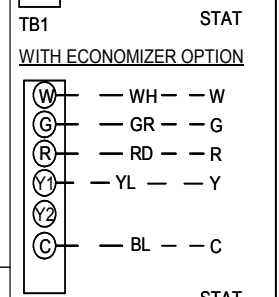 TB1 STAT
WITH ECONOMIZER OPTION
W WH W
G GR G
R RD R
Y1 YL Y
Y2
C BL C
STAT